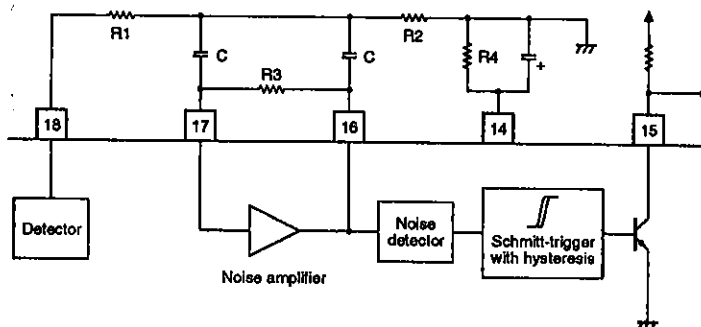 R1
R2
C
C
R3
R4
+
18
17
16
14
15
Detector
Noise amplifier
Noise
detector
Schmitt-trigger
with hysteresis